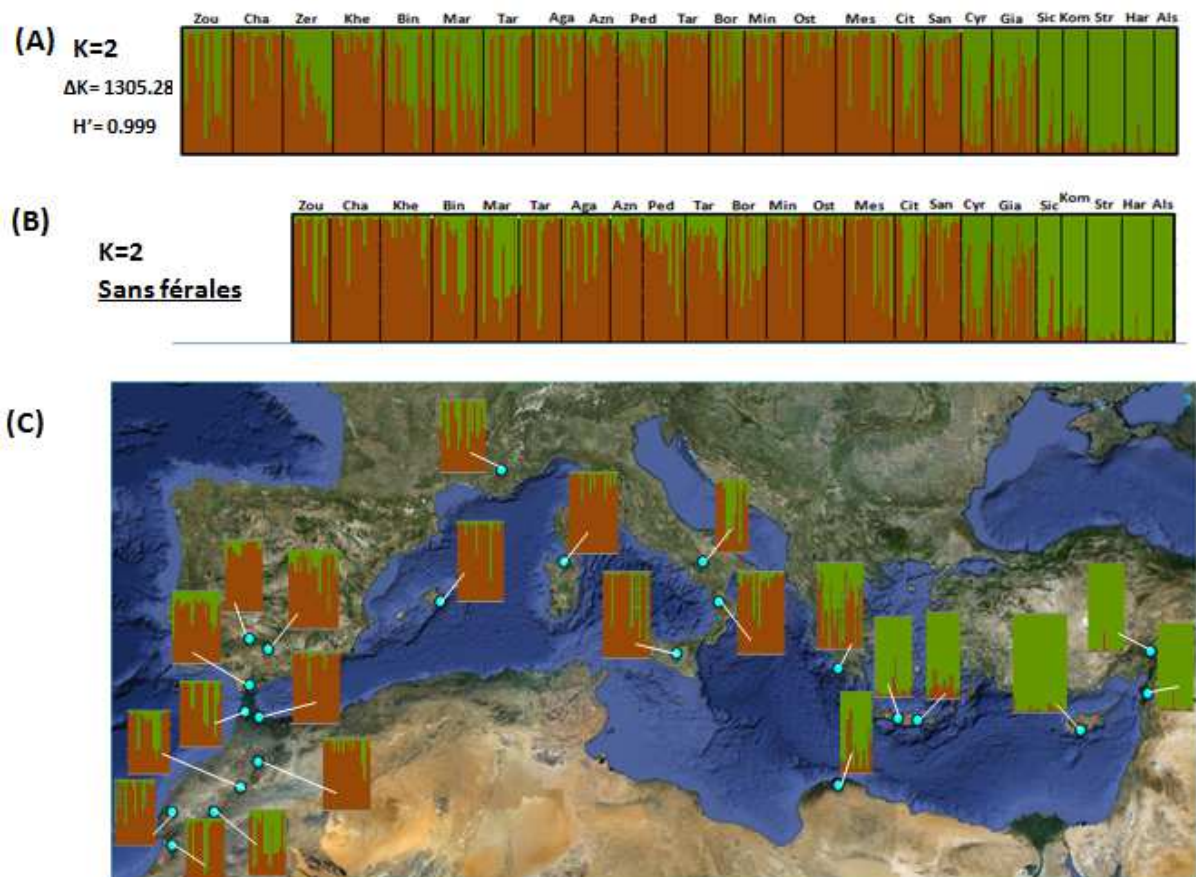 Zou Cha Zer Khe Bin Mar Tar Aga Azn Ped Tar Bor Min Ost Mes Cit San Cyr Gia Sic Kom Str Har Als
(A)
K=2
ΔK= 1305.28
H'= 0.999
Zou Cha Khe Bin Mar Tar Aga Azn Ped Tar Bor Min Ost Mes Cit San Cyr Gia Sic Kom Str Har Als
(B)
K=2
Sans férales
(C)